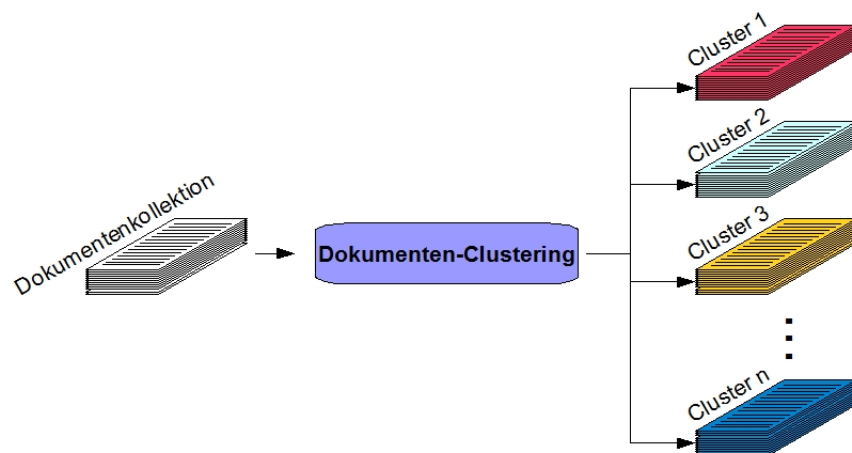 Dokumentenkollektion
Dokumenten-Clustering
Cluster 1
Cluster 2
Cluster 3
Cluster n